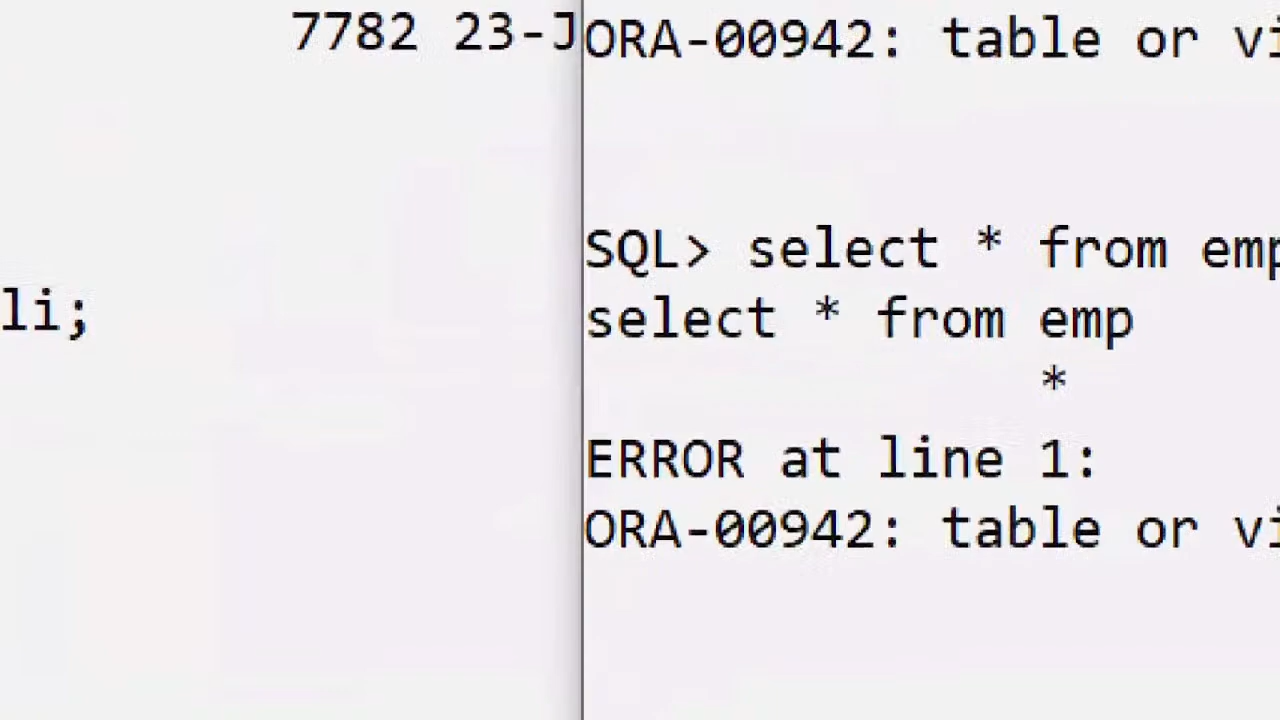 7782 23-J
li;
ORA-00942: table or vi
SQL> select * from emp
select * from emp
*
ERROR at line 1:
ORA-00942: table or vi